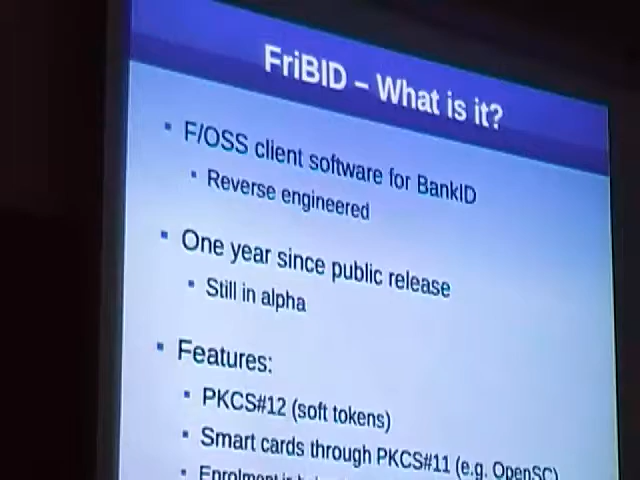 FriBID – What is it?
F/OSS client software for BankID
Reverse engineered
One year since public release
Still in alpha
Features:
PKCS#12 (soft tokens)
Smart cards through PKCS#11 (e.g. OpenSC)
Enrolment